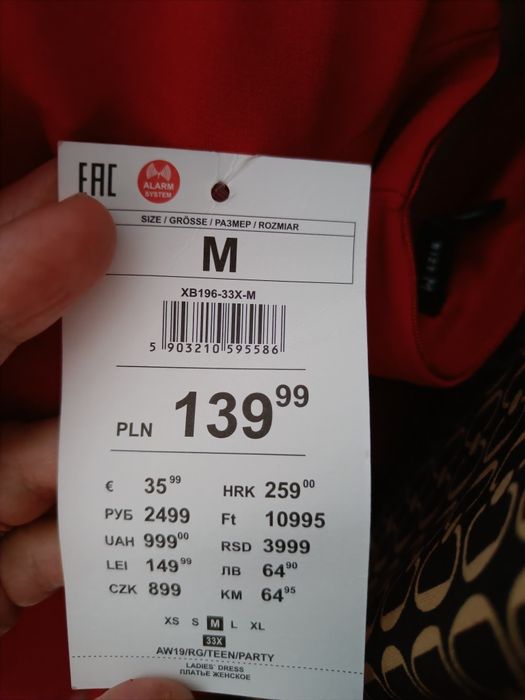 EAC
ALARM
SYSTEM
SIZE / GRÖSSE / РАЗМЕР / ROZMIAR
M
XB196-33X-M
5 903210 595586
PLN 139 99
€ 35 99 HRK 259 00
РУБ 2499 Ft 10995
UAH 999 00 RSD 3999
LEI 149 99 ЛВ 64 90
CZK 899 KM 64 95
XS S M L XL
33X
AW19/RG/TEEN/PARTY
LADIES` DRESS
ПЛАТЬЕ ЖЕНСКОЕ